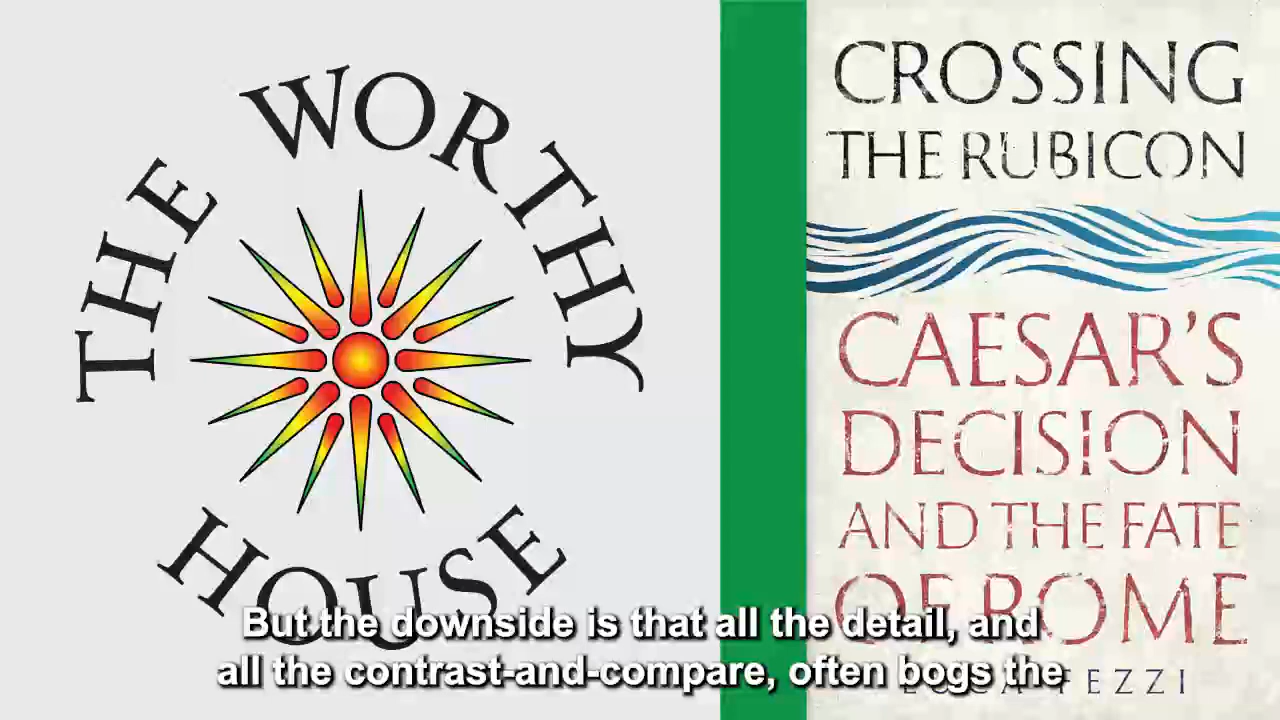 THE WORTHY
HOUSE
CROSSING
THE RUBICON
CAESAR'S
DECISION
AND THE FATE
OF ROME
FEZZI
But the downside is that all the detail, and
all the contrast-and-compare, often bogs the